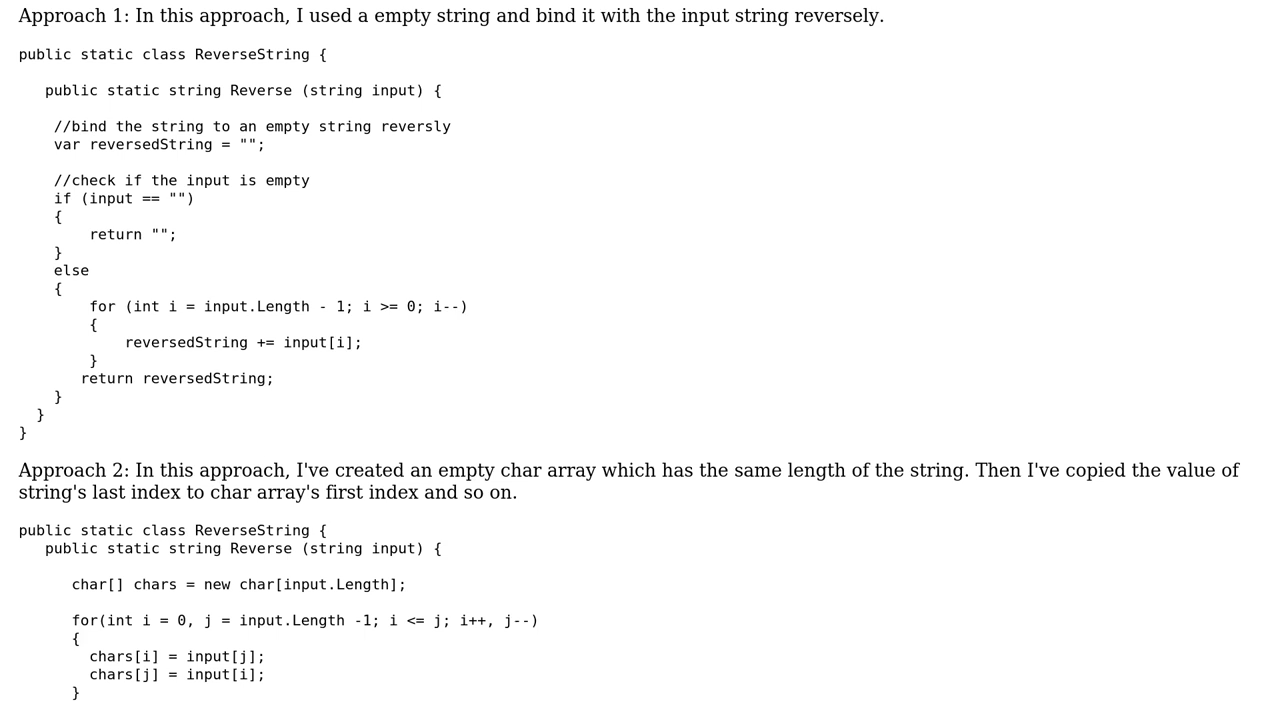 Approach 1: In this approach, I used a empty string and bind it with the input string reversely.
public static class ReverseString {
public static string Reverse (string input) {
//bind the string to an empty string reversly
var reversedString = "";
//check if the input is empty
if (input == "")
{
return "";
}
else
{
for (int i = input.Length - 1; i >= 0; i--)
{
reversedString += input[i];
}
return reversedString;
}
}
}
Approach 2: In this approach, I've created an empty char array which has the same length of the string. Then I've copied the value of
string's last index to char array's first index and so on.
public static class ReverseString {
public static string Reverse (string input) {
char[] chars = new char[input.Length];
for(int i = 0, j = input.Length -1; i <= j; i++, j--)
{
chars[i] = input[j];
chars[j] = input[i];
}